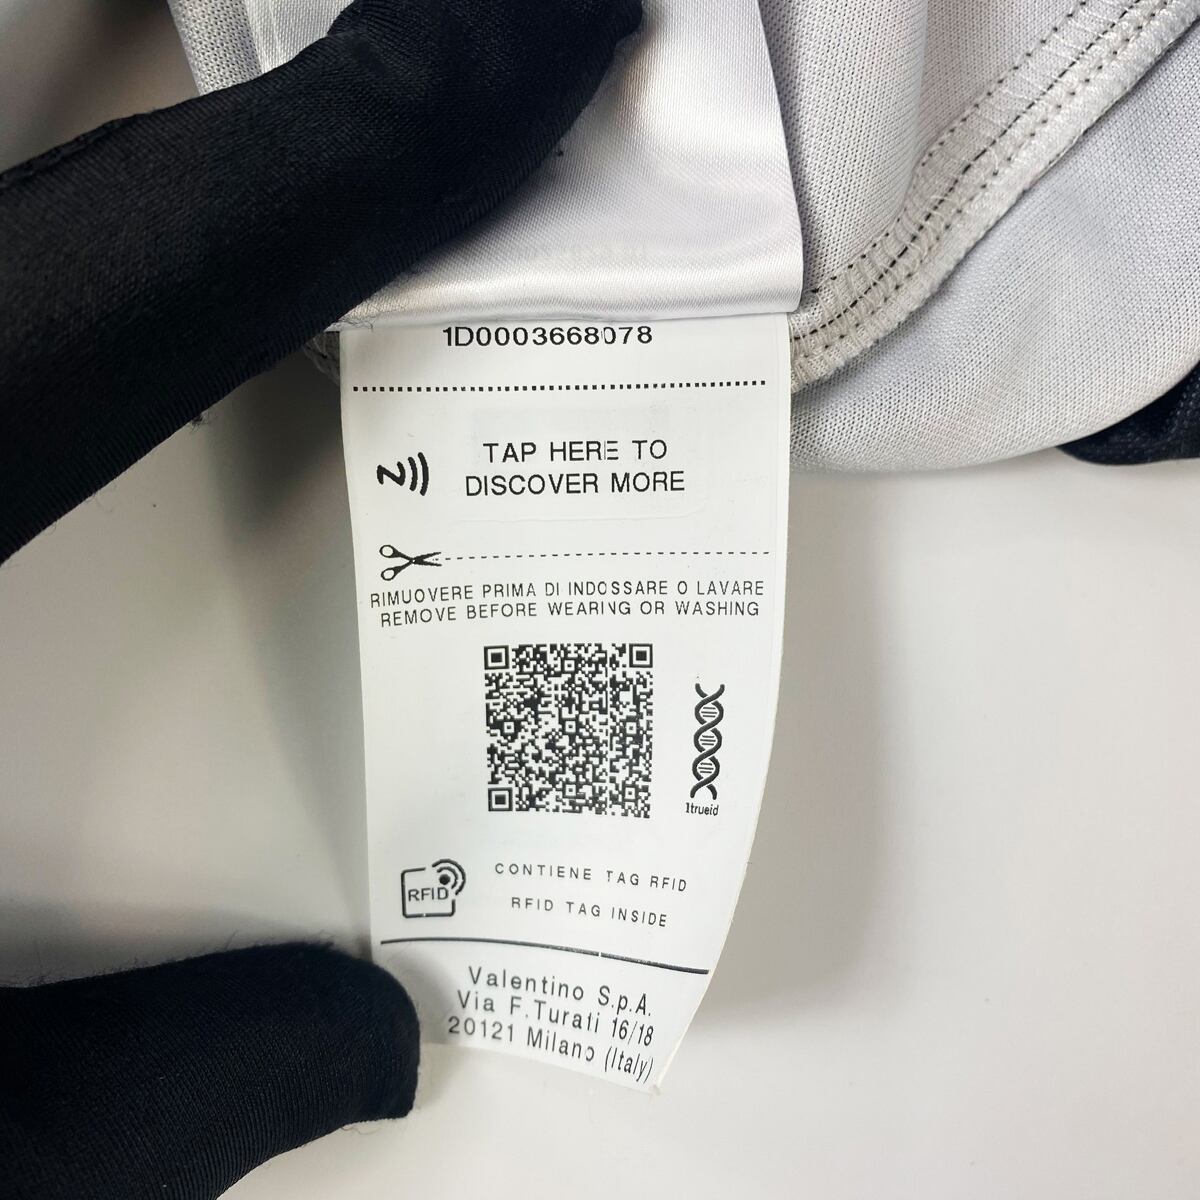 1D0003668078
TAP HERE TO
DISCOVER MORE
RIMUOVERE PRIMA DI INDOSSARE O LAVARE
REMOVE BEFORE WEARING OR WASHING
1trueid
RFID
CONTIENE TAG RFID
RFID TAG INSIDE
Valentino S.p.A.
Via F.Turati 16/18
20121 Milano (Italy)